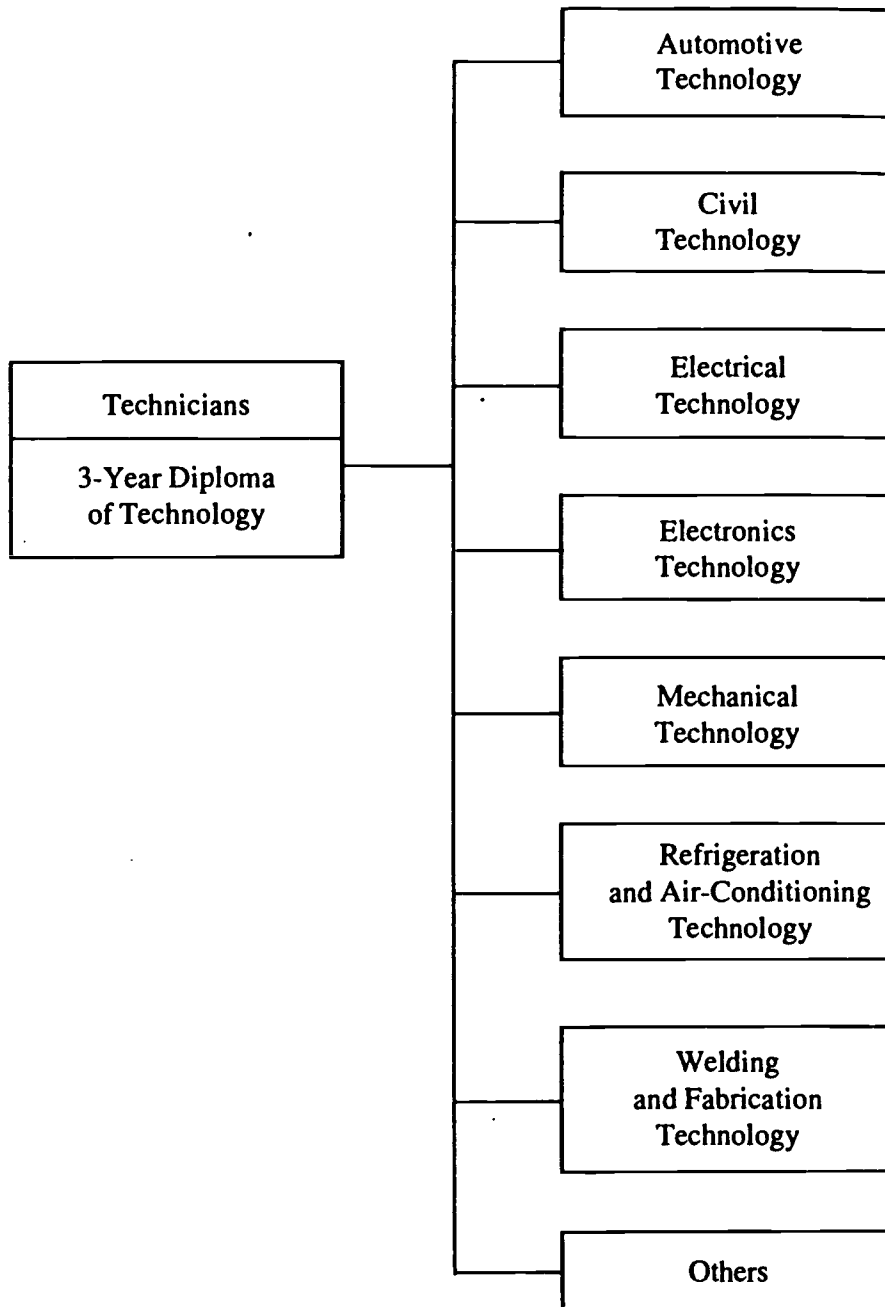 Technicians
3-Year Diploma
of Technology
Automotive
Technology
Civil
Technology
Electrical
Technology
Electronics
Technology
Mechanical
Technology
Refrigeration
and Air-Conditioning
Technology
Welding
and Fabrication
Technology
Others